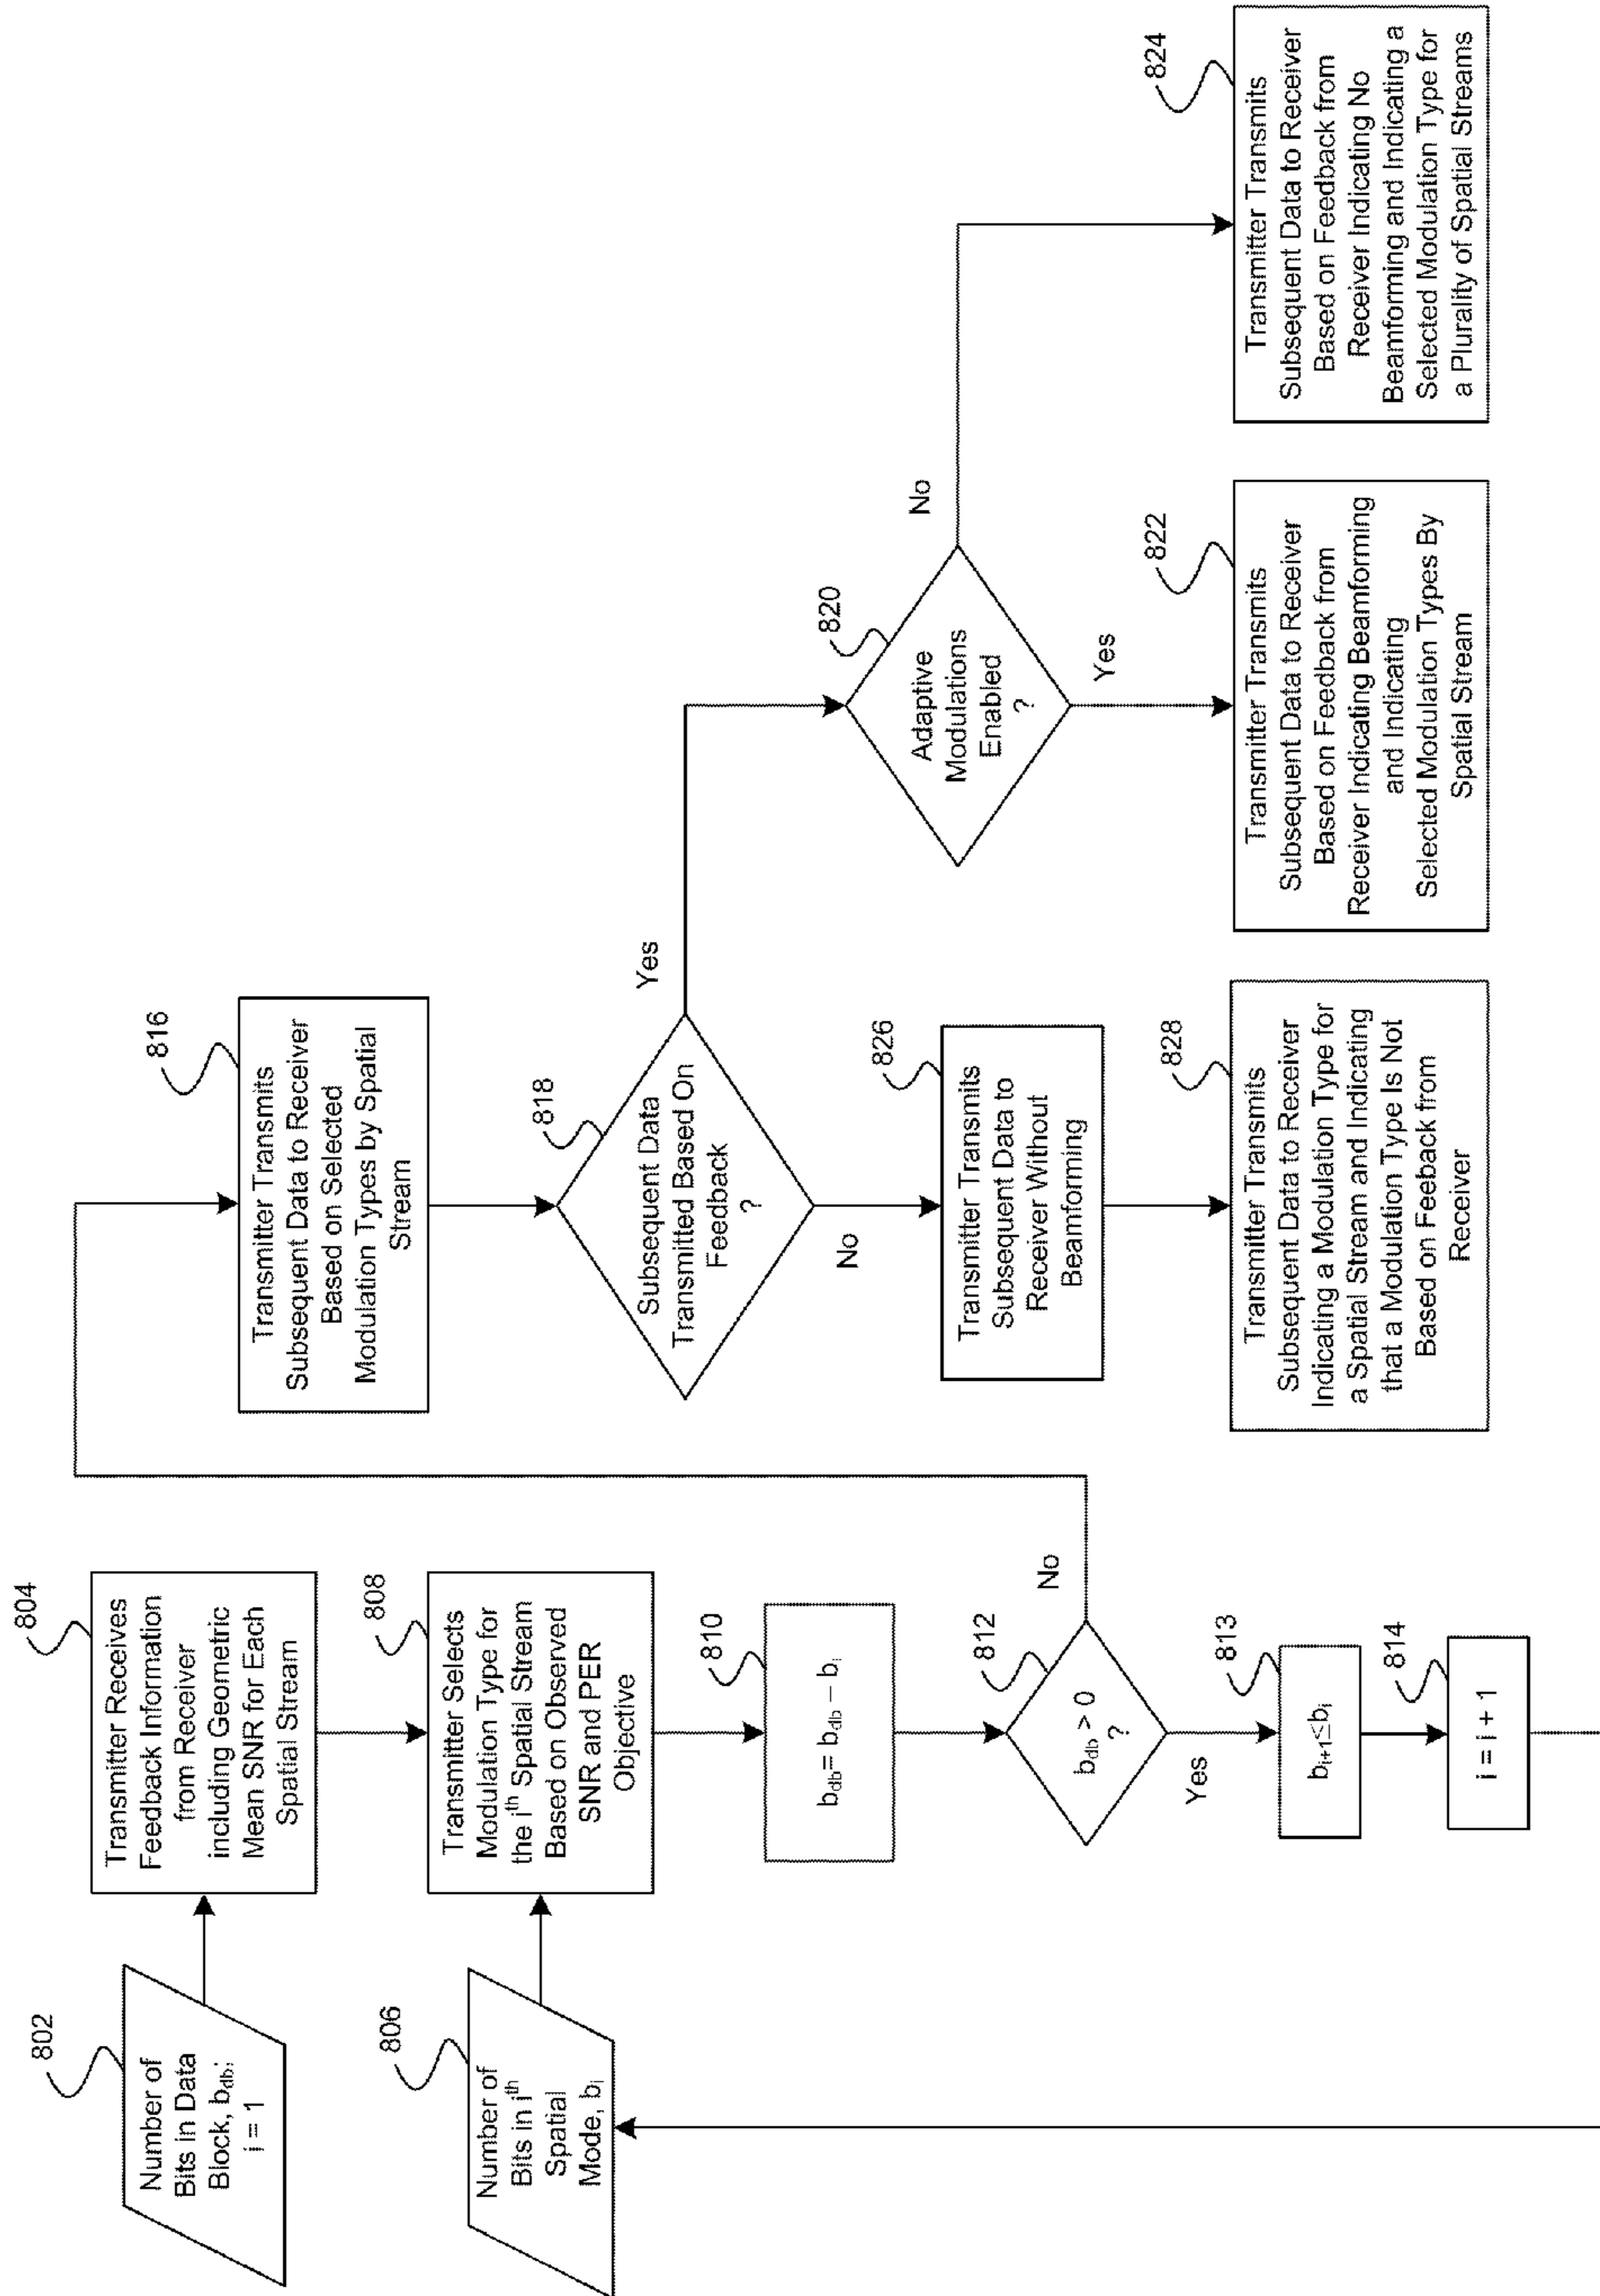 802
Number of
Bits in Data
Block, b_db;
i = 1
804
Transmitter Receives
Feedback Information
from Receiver
including Geometric
Mean SNR for Each
Spatial Stream
806
Number of
Bits in i^th
Spatial
Mode, b_i
808
Transmitter Selects
Modulation Type for
the i^th Spatial Stream
Based on Observed
SNR and PER
Objective
810
b_db = b_db – b_i
812
b_db > 0
?
No
Yes
813
b_i+1 ≤ b_i
814
i = i + 1
816
Transmitter Transmits
Subsequent Data to Receiver
Based on Selected
Modulation Types by Spatial
Stream
818
Subsequent Data
Transmitted Based On
Feedback
?
Yes
No
826
Transmitter Transmits
Subsequent Data to
Receiver Without
Beamforming
828
Transmitter Transmits
Subsequent Data to Receiver
Indicating a Modulation Type for
a Spatial Stream and Indicating
that a Modulation Type Is Not
Based on Feeback from
Receiver
820
Adaptive
Modulations
Enabled
?
No
Yes
822
Transmitter Transmits
Subsequent Data to Receiver
Based on Feedback from
Receiver Indicating Beamforming
and Indicating
Selected Modulation Types By
Spatial Stream
824
Transmitter Transmits
Subsequent Data to Receiver
Based on Feedback from
Receiver Indicating No
Beamforming and Indicating a
Selected Modulation Type for
a Plurality of Spatial Streams